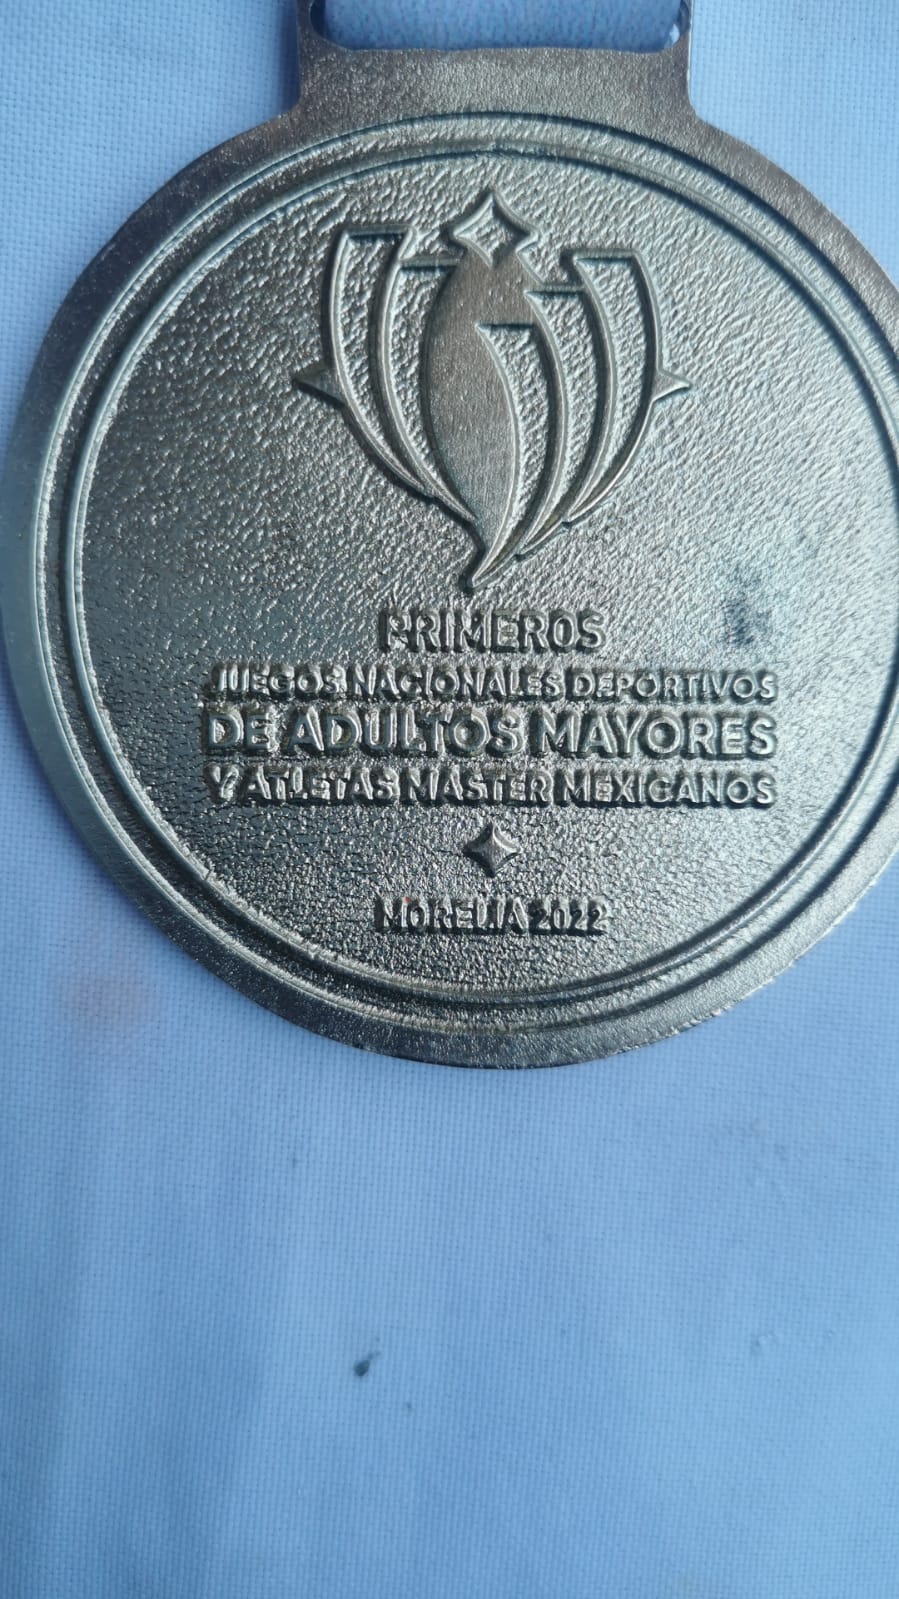 PRIMEROS
JUEGOS NACIONALES DEPORTIVOS
DE ADULTOS MAYORES
Y ATLETAS MASTER MEXICANOS
MORELIA 2022